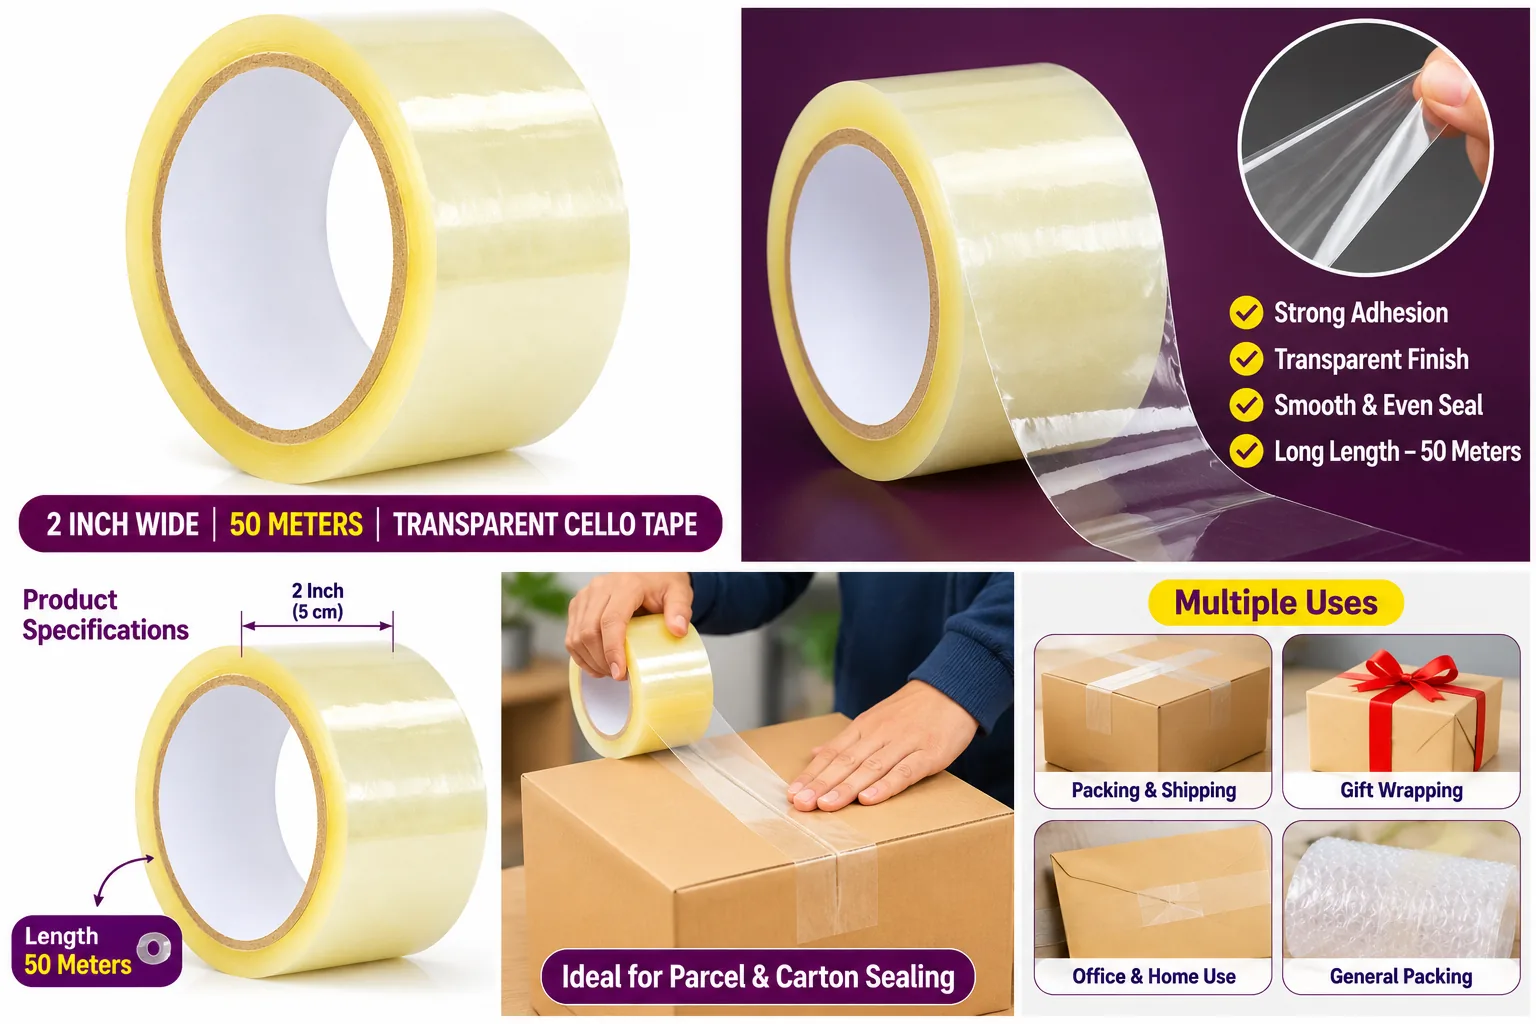 2 INCH WIDE | 50 METERS | TRANSPARENT CELLO TAPE
Strong Adhesion
Transparent Finish
Smooth & Even Seal
Long Length – 50 Meters
Product
Specifications
2 Inch
(5 cm)
Length
50 Meters
Ideal for Parcel & Carton Sealing
Multiple Uses
Packing & Shipping
Gift Wrapping
Office & Home Use
General Packing